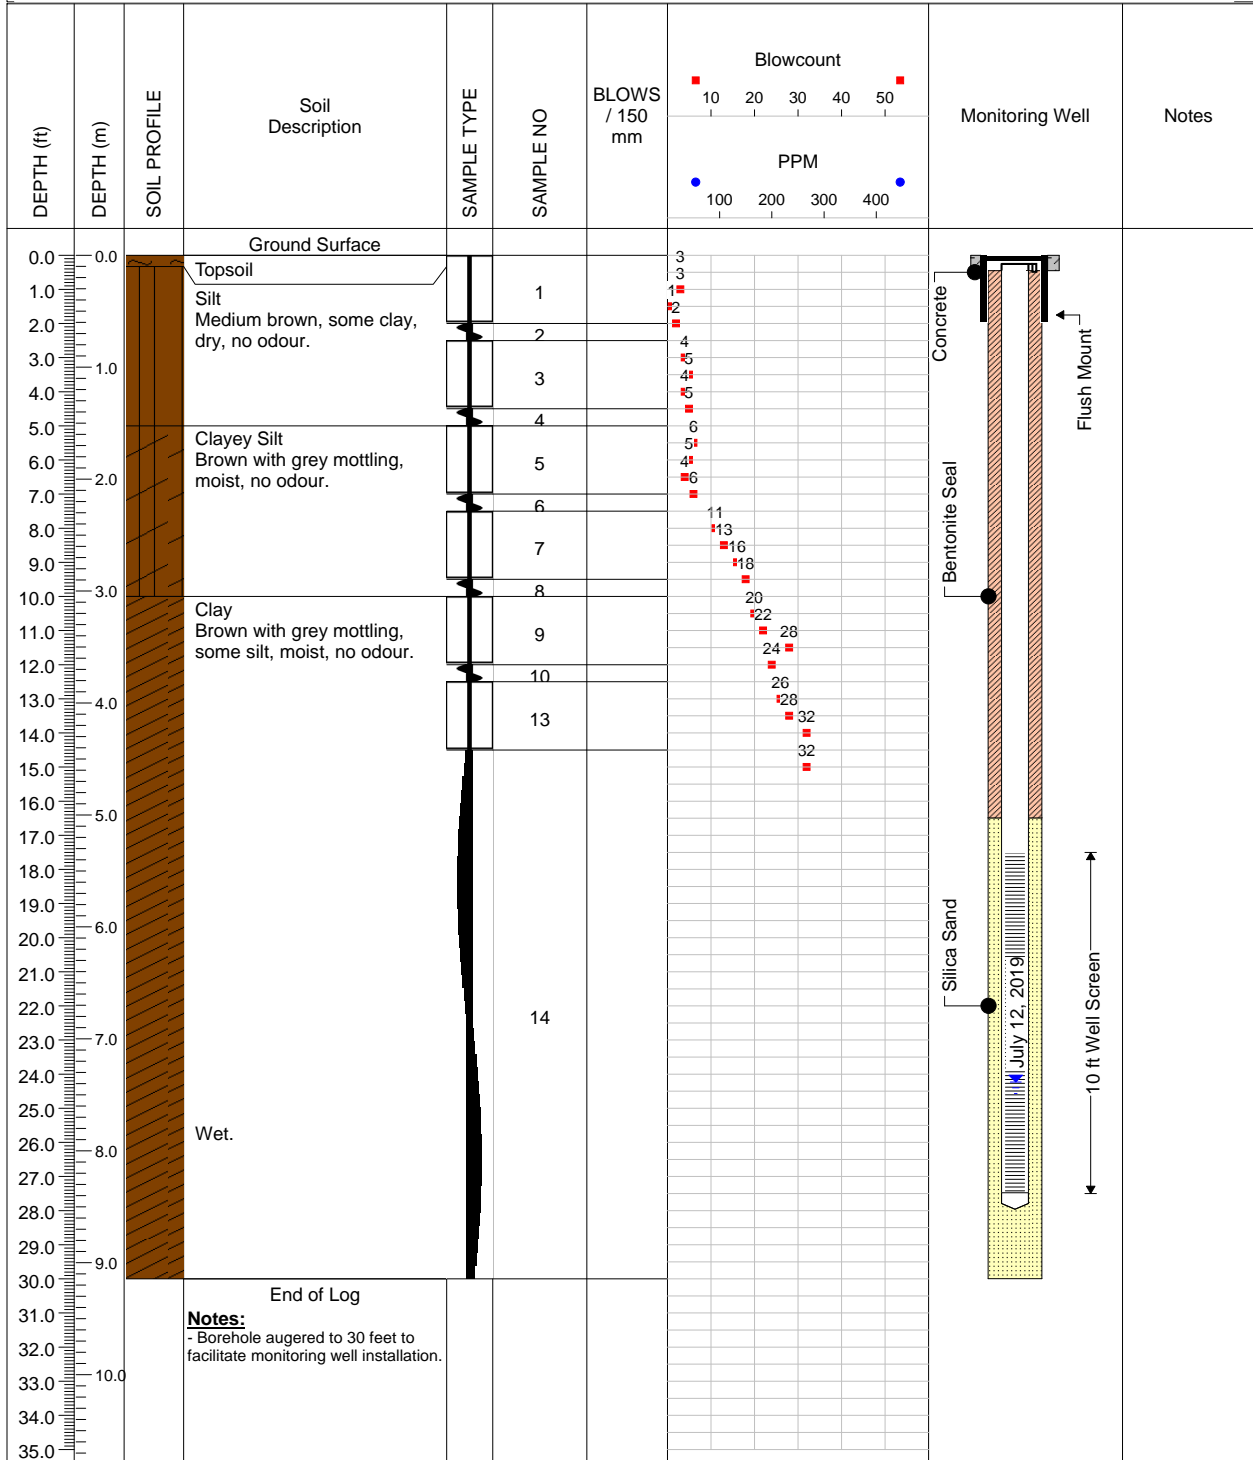 DEPTH (ft)
DEPTH (m)
SOIL PROFILE
Soil
Description
SAMPLE TYPE
SAMPLE NO
BLOWS
/ 150
mm
Blowcount
10 20 30 40 50
PPM
100 200 300 400
Monitoring Well
Notes
Ground Surface
Topsoil
Silt
Medium brown, some clay,
dry, no odour.
Clayey Silt
Brown with grey mottling,
moist, no odour.
Clay
Brown with grey mottling,
some silt, moist, no odour.
Wet.
End of Log
Notes:
- Borehole augered to 30 feet to
facilitate monitoring well installation.
0.0
1.0
2.0
3.0
4.0
5.0
6.0
7.0
8.0
9.0
10.0
11.0
12.0
13.0
14.0
15.0
16.0
17.0
18.0
19.0
20.0
21.0
22.0
23.0
24.0
25.0
26.0
27.0
28.0
29.0
30.0
31.0
32.0
33.0
34.0
35.0
0.0
1.0
2.0
3.0
4.0
5.0
6.0
7.0
8.0
9.0
10.0
1
2
3
4
5
6
7
8
9
10
13
14
3
3
1
2
4
5
4
5
6
5
4
6
11
13
16
18
20
22
28
24
26
28
32
32
Concrete
Flush Mount
Bentonite Seal
Silica Sand
July 12, 2019
10 ft Well Screen